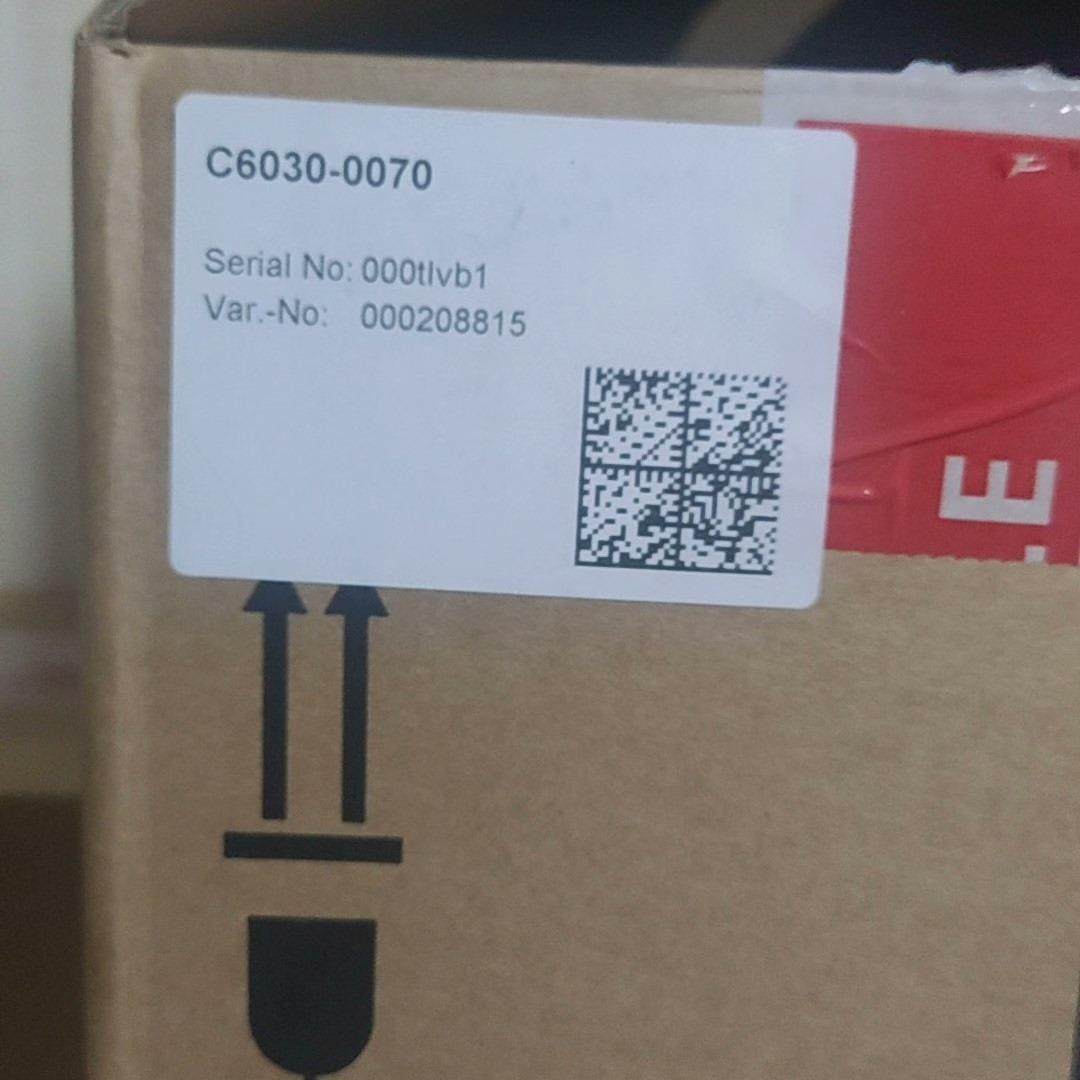 C6030-0070
Serial No: 000tlvb1
Var.-No: 000208815